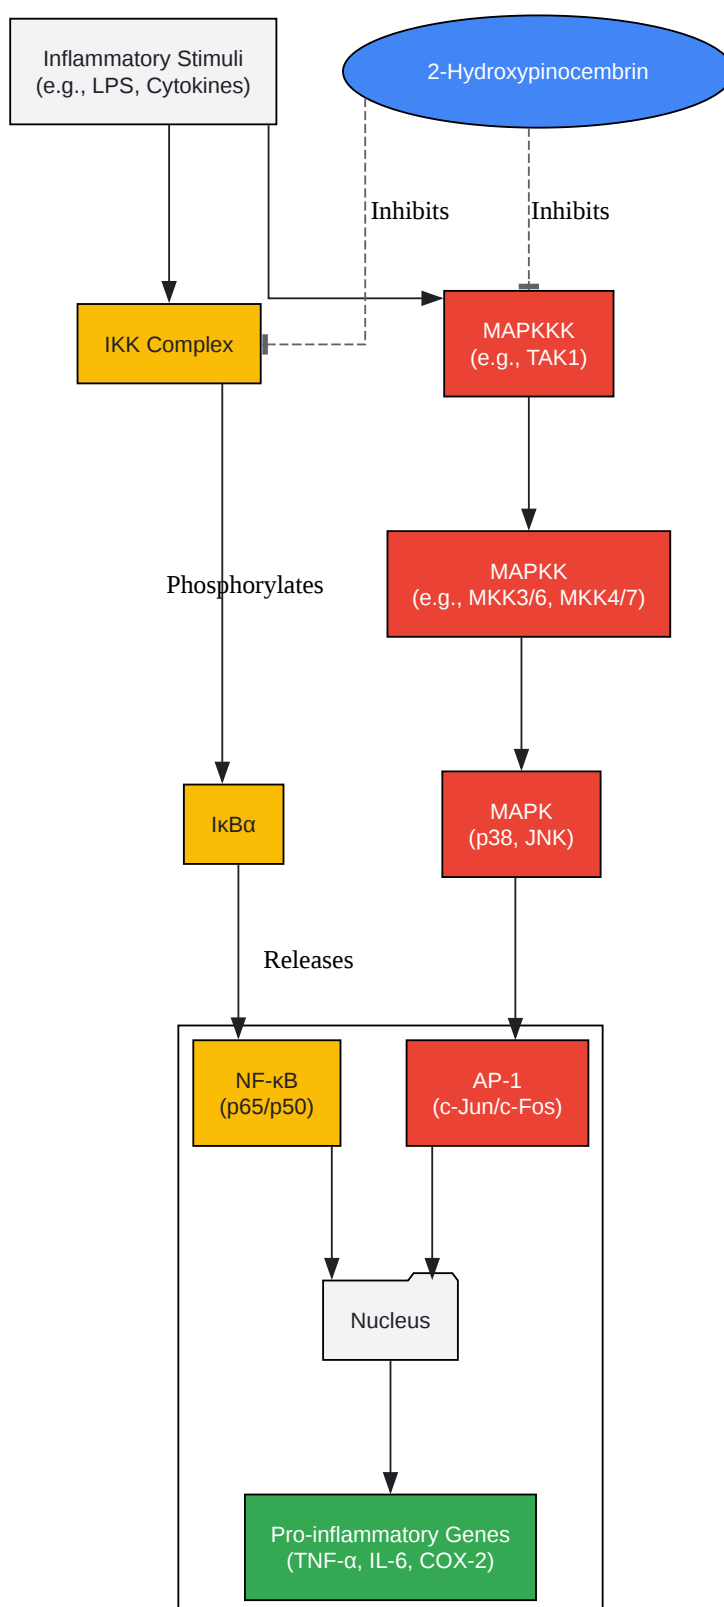 Inflammatory Stimuli
(e.g., LPS, Cytokines)
2-Hydroxypinocembrin
Inhibits
Inhibits
IKK Complex
MAPKKK
(e.g., TAK1)
MAPKK
(e.g., MKK3/6, MKK4/7)
Phosphorylates
IκBα
MAPK
(p38, JNK)
Releases
NF-κB
(p65/p50)
AP-1
(c-Jun/c-Fos)
Nucleus
Pro-inflammatory Genes
(TNF-α, IL-6, COX-2)